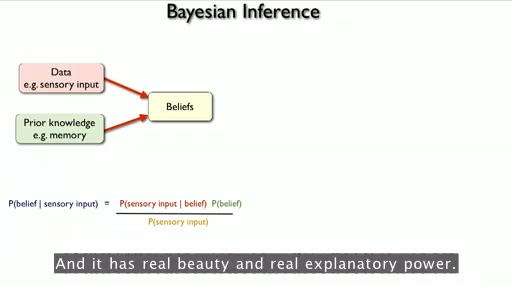 Bayesian Inference
Data
e.g. sensory input
Beliefs
Prior knowledge
e.g. memory
P(belief | sensory input) = P(sensory input | belief) P(belief)
P(sensory input)
And it has real beauty and real explanatory power.